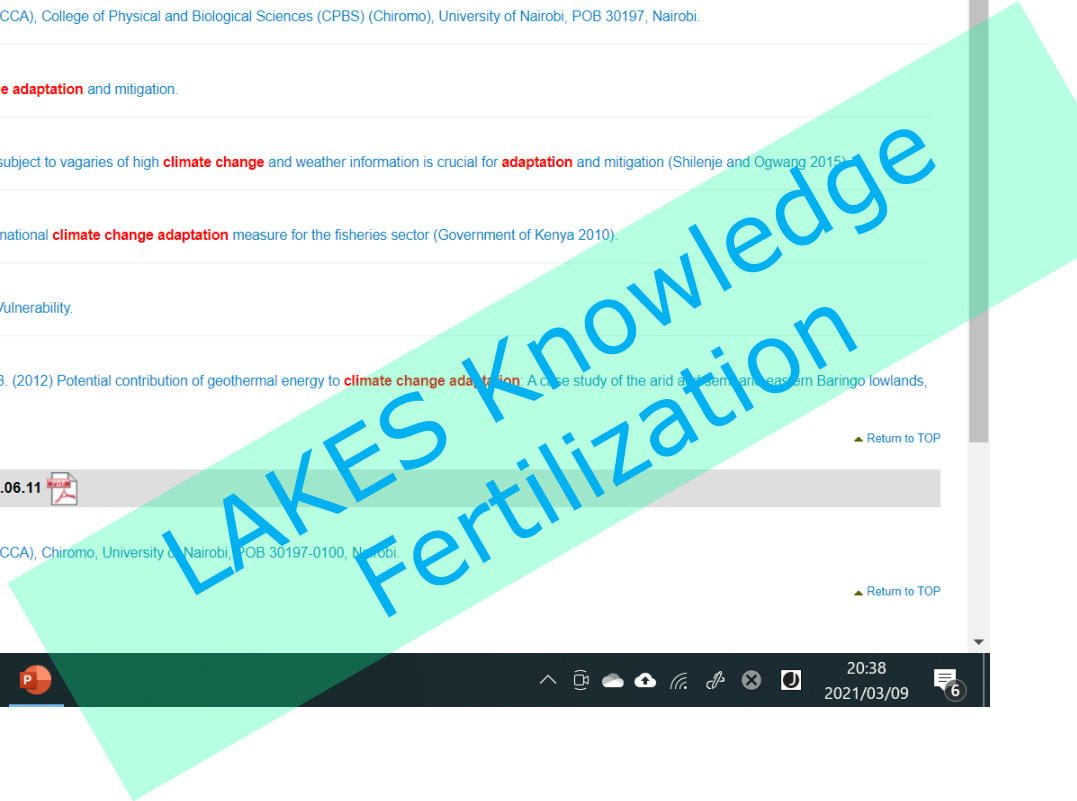 CCA), College of Physical and Biological Sciences (CPBS) (Chiromo), University of Nairobi, POB 30197, Nairobi.
e adaptation and mitigation.
subject to vagaries of high climate change and weather information is crucial for adaptation and mitigation (Shilenje and Ogwang 2015).
national climate change adaptation measure for the fisheries sector (Government of Kenya 2010).
Vulnerability.
3. (2012) Potential contribution of geothermal energy to climate change adaptation: A case study of the arid and semi-arid eastern Baringo lowlands,
Return to TOP
.06.11
CCA), Chiromo, University of Nairobi, POB 30197-0100, Nairobi.
Return to TOP
LAKES Knowledge
Fertilization
20:38
2021/03/09
6